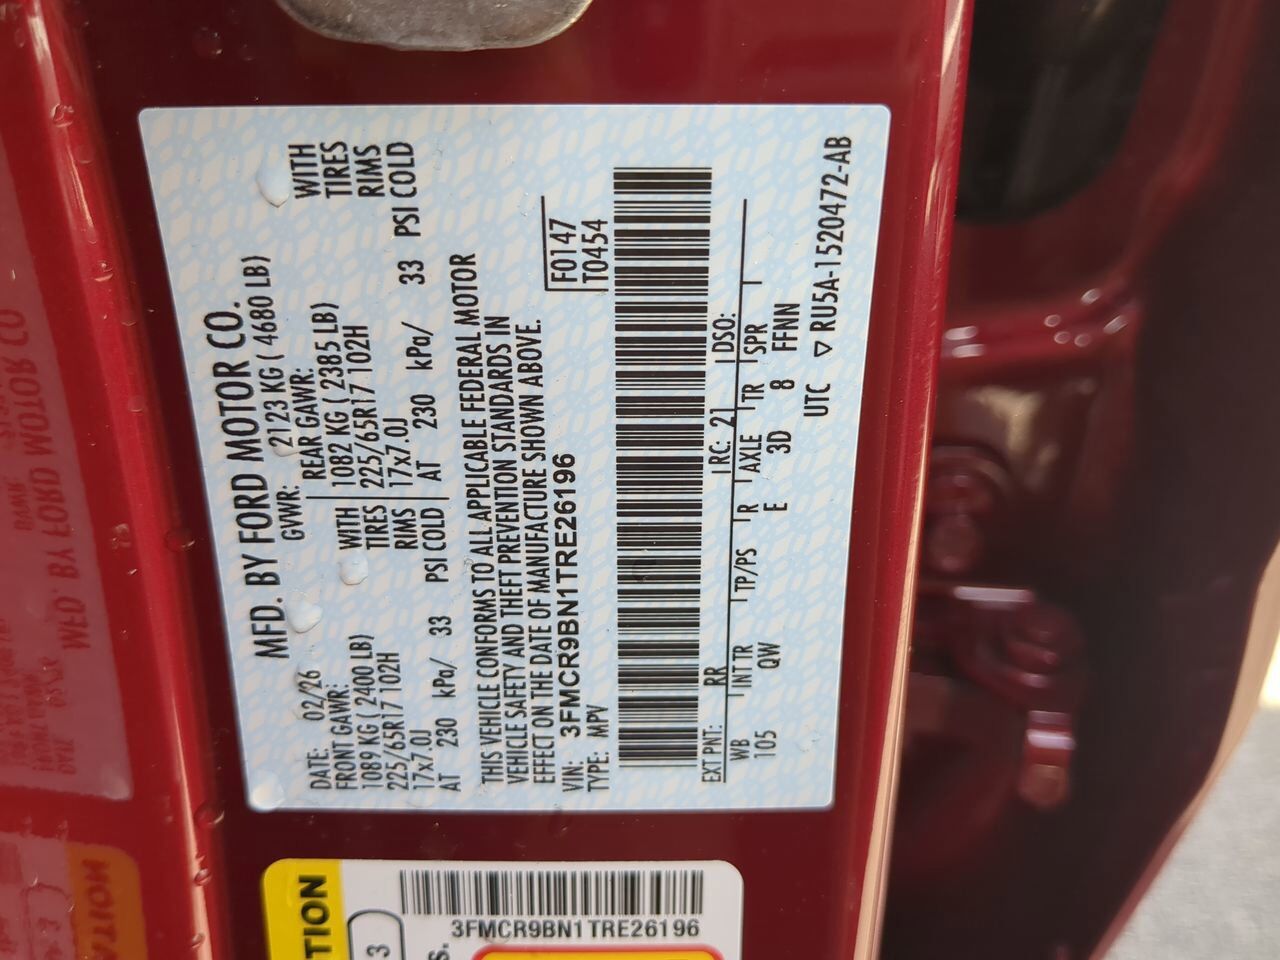 MFD. BY FORD MOTOR CO.
DATE: 02/26 GVWR: 2123 KG ( 4680 LB)
FRONT GAWR: REAR GAWR:
1089 KG ( 2400 LB) WITH 1082 KG ( 2385 LB) WITH
225/65R17 102H TIRES 225/65R17 102H TIRES
17x7.0J RIMS 17x7.0J RIMS
AT 230 kPa/ 33 PSI COLD AT 230 kPa/ 33 PSI COLD
THIS VEHICLE CONFORMS TO ALL APPLICABLE FEDERAL MOTOR
VEHICLE SAFETY AND THEFT PREVENTION STANDARDS IN
EFFECT ON THE DATE OF MANUFACTURE SHOWN ABOVE.
VIN: 3FMCR9BN1TRE26196 F0147
TYPE: MPV T0454
EXT PNT: RR RC: 21 DSO:
WB INT TR TP/PS R AXLE TR SPR
105 QW E 3D 8 FFNN
UTC ▽ RU5A-1520472-AB
TION
3
s.
3FMCR9BN1TRE26196